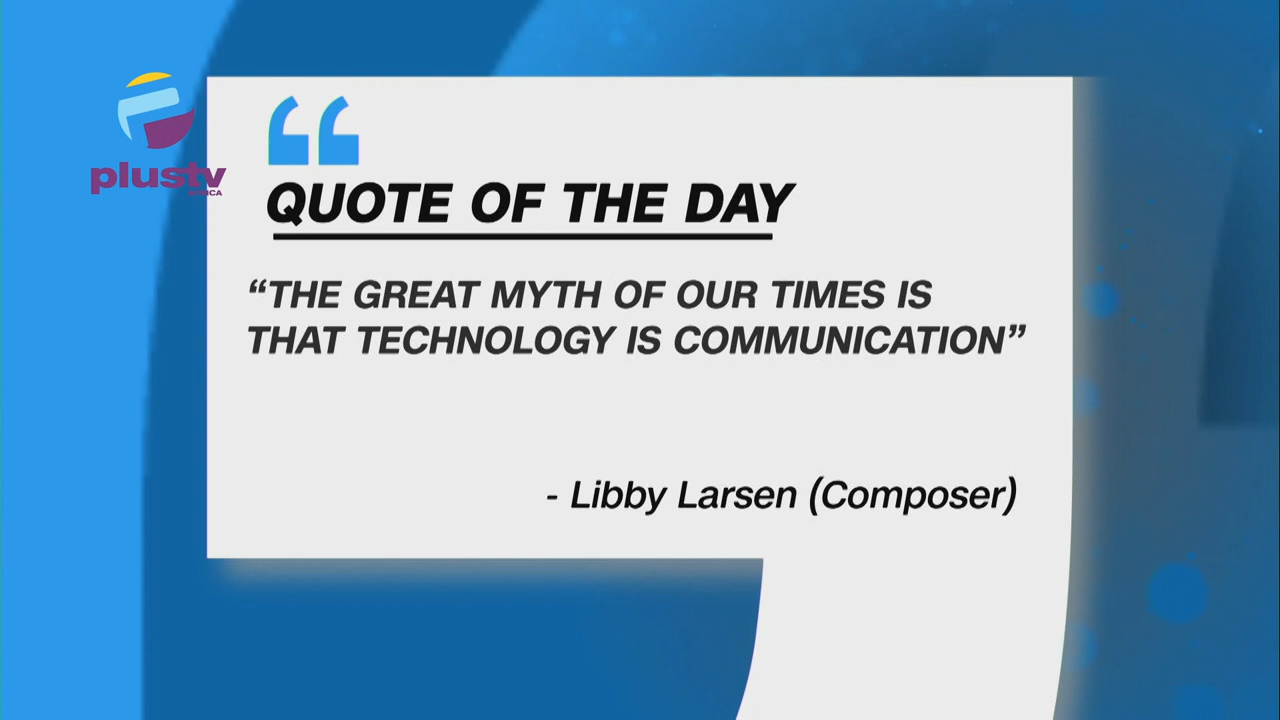 plustv
AFRICA
QUOTE OF THE DAY
“THE GREAT MYTH OF OUR TIMES IS
THAT TECHNOLOGY IS COMMUNICATION”
- Libby Larsen (Composer)